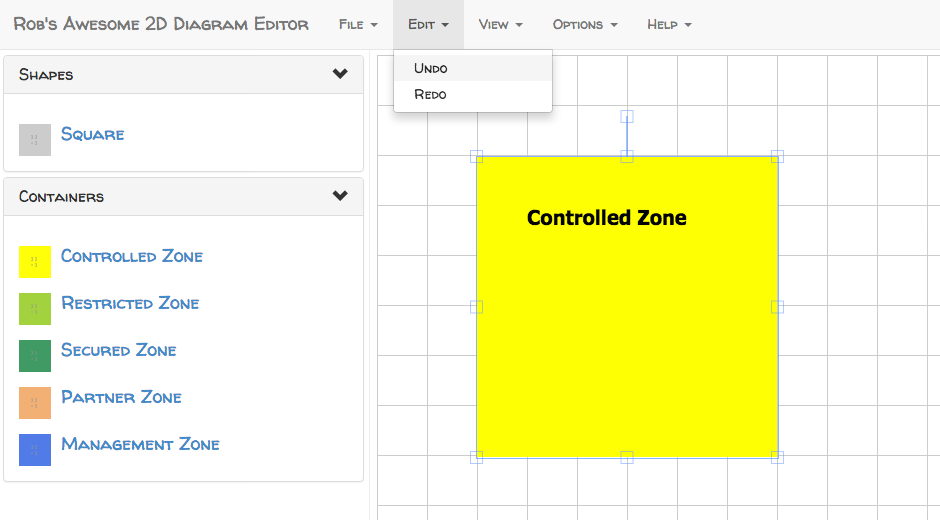 Rob's Awesome 2D Diagram Editor File Edit View Options Help
Undo
Redo
Shapes
Square
Containers
Controlled Zone
Restricted Zone
Secured Zone
Partner Zone
Management Zone
Controlled Zone